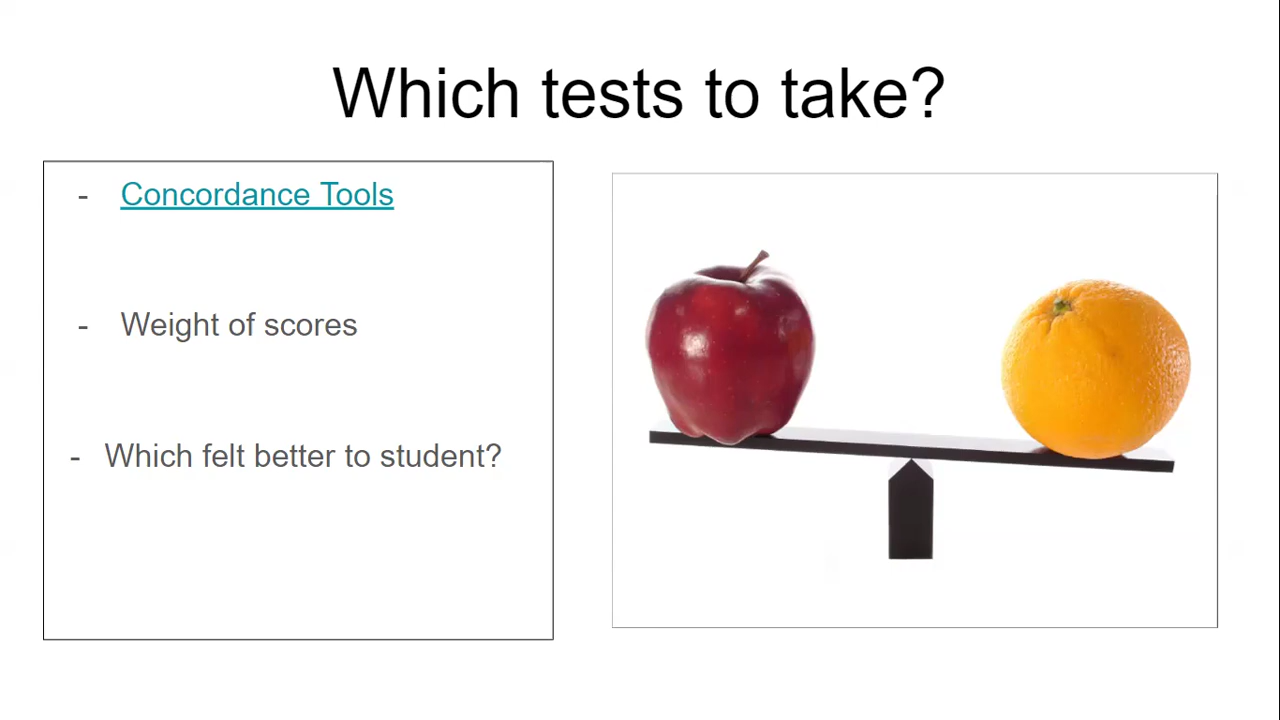 Which tests to take?
- Concordance Tools
- Weight of scores
- Which felt better to student?